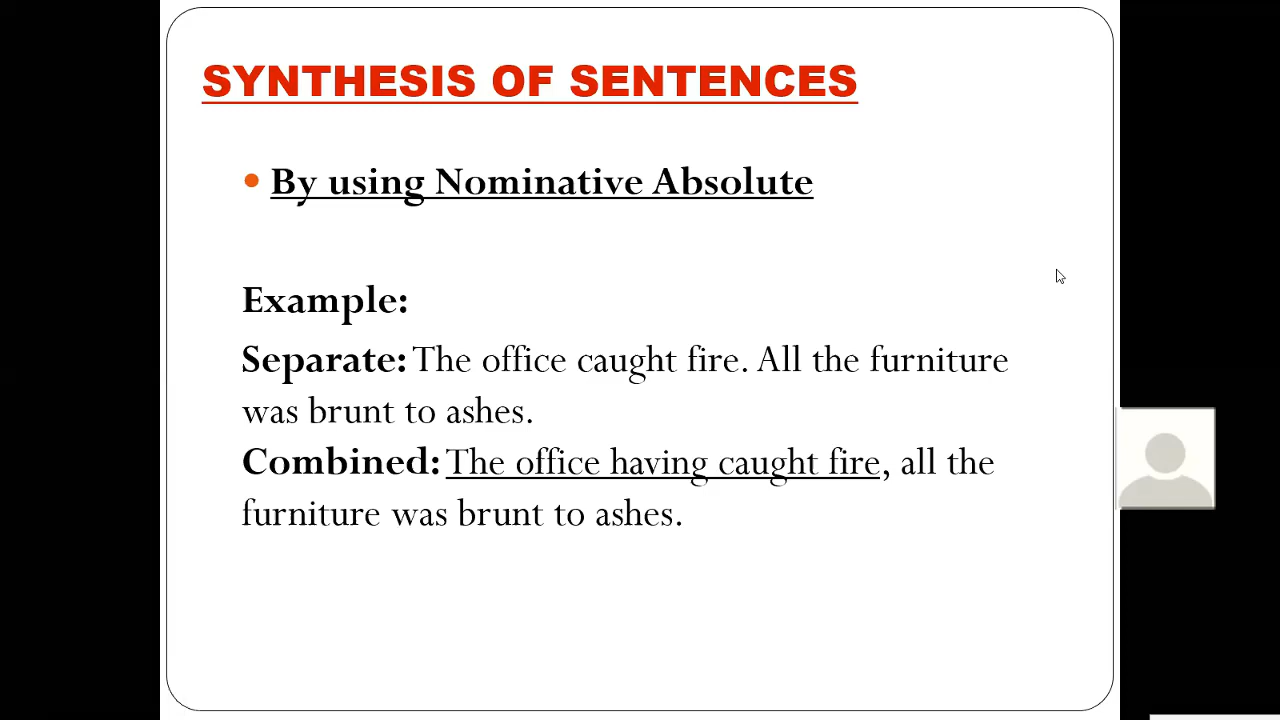 SYNTHESIS OF SENTENCES
• By using Nominative Absolute
Example:
Separate: The office caught fire. All the furniture
was brunt to ashes.
Combined: The office having caught fire, all the
furniture was brunt to ashes.